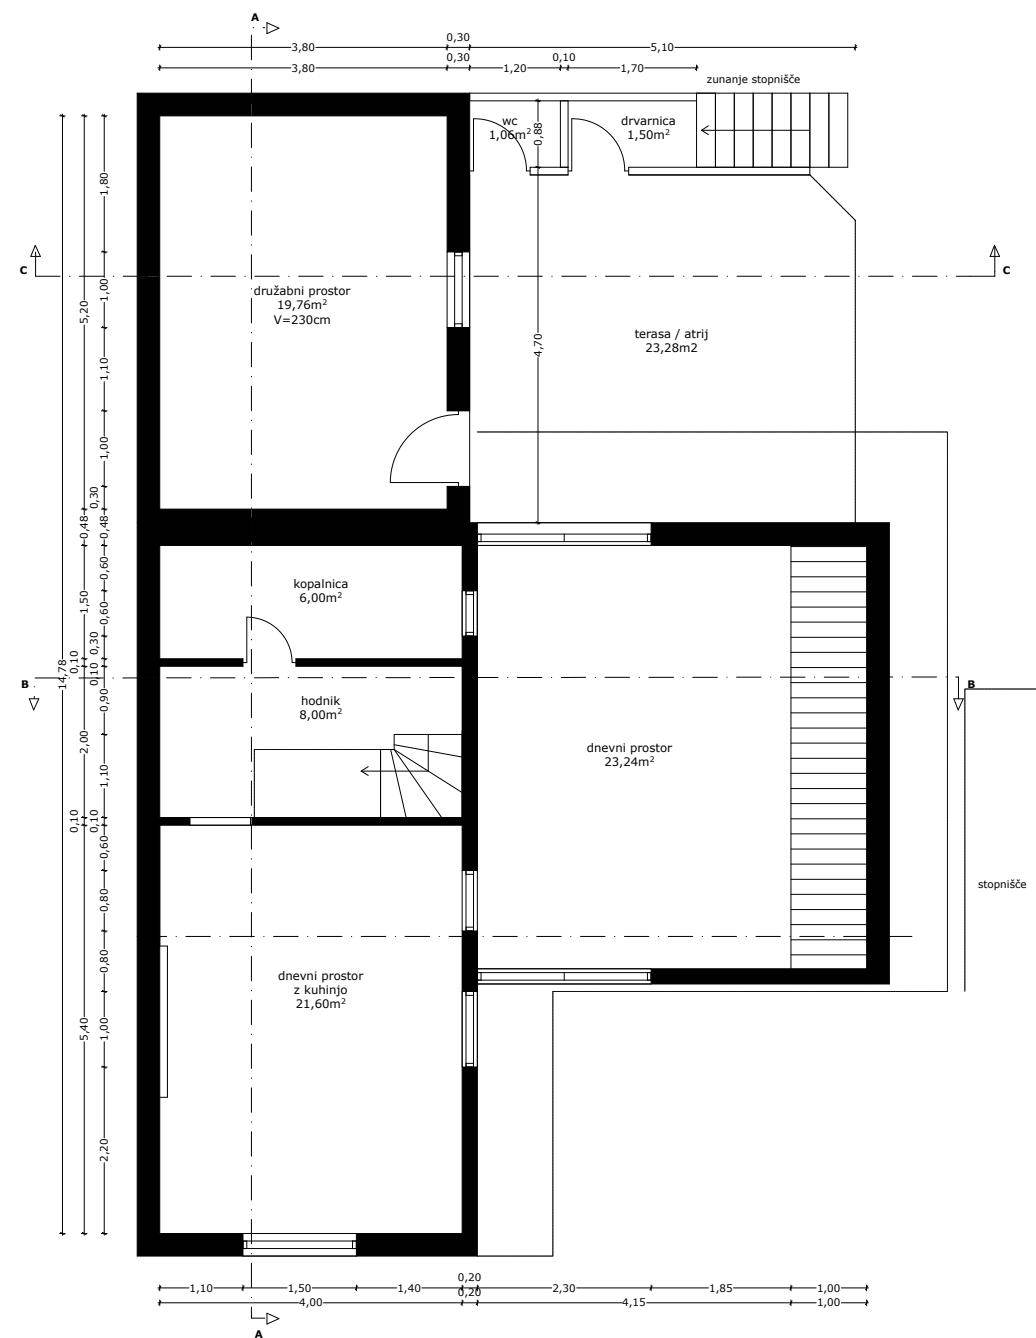 A
3,80
0,30
5,10
3,80
0,30
1,20
0,10
1,70
zunanje stopnišče
wc
1,06m²
0,88
drvarnica
1,50m²
C
C
družabni prostor
19,76m²
V=230cm
terasa / atrij
23,28m2
4,70
1,80
1,00
5,20
1,10
1,00
0,30
0,48
0,48
0,60
1,50
0,60
0,30
0,10
0,10
14,78
0,90
2,00
1,10
0,10
0,10
0,60
0,80
0,80
5,40
1,00
2,20
kopalnica
6,00m²
B
B
hodnik
8,00m²
dnevni prostor
23,24m²
stopnišče
dnevni prostor
z kuhinjo
21,60m²
1,10
1,50
1,40
0,20
2,30
1,85
1,00
4,00
0,20
4,15
1,00
A